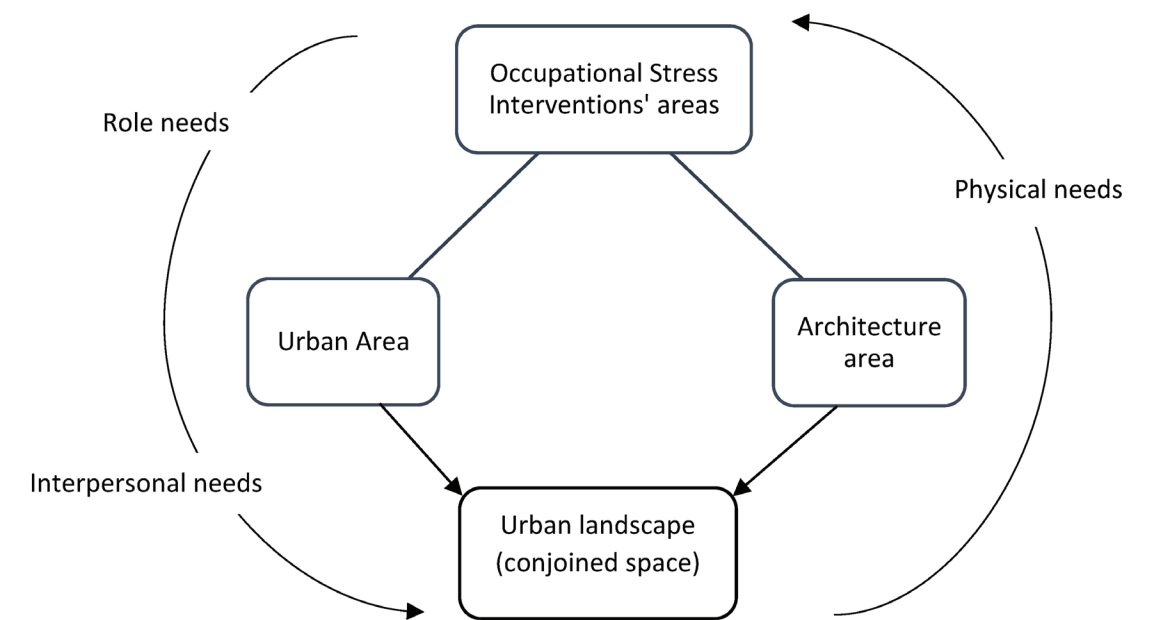 Occupational Stress
Interventions' areas
Role needs
Physical needs
Urban Area
Architecture
area
Interpersonal needs
Urban landscape
(conjoined space)